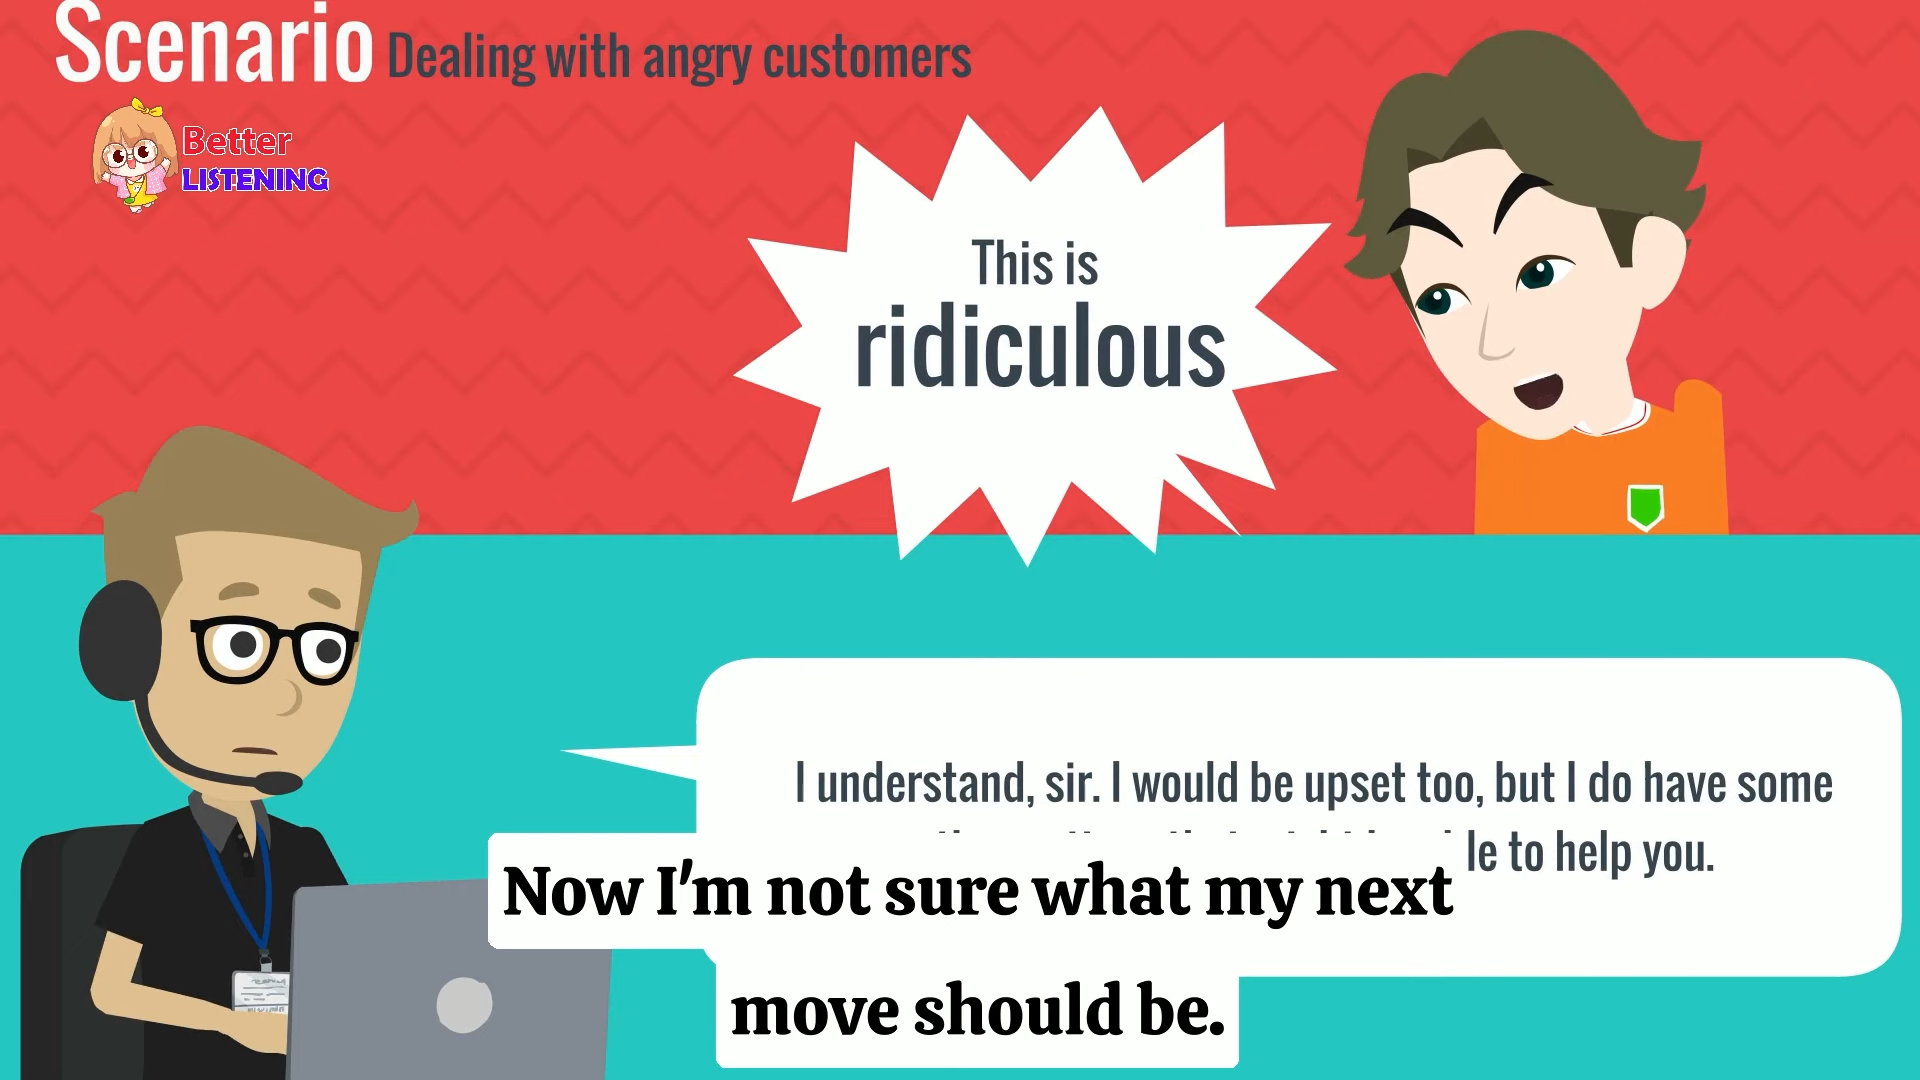 Scenario Dealing with angry customers
Better
LISTENING
This is
ridiculous
I understand, sir. I would be upset too, but I do have some
to help you.
Now I'm not sure what my next
move should be.